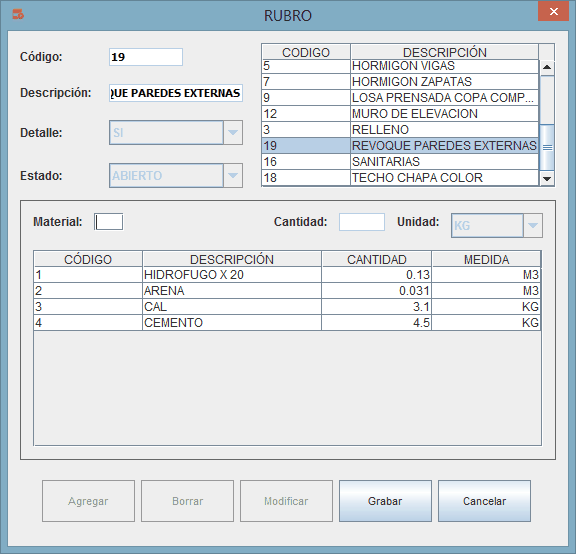 RUBRO
Código: 19
Descripción: QUE PAREDES EXTERNAS
Detalle: SI
Estado: ABIERTO
CODIGO DESCRIPCIÓN
5 HORMIGON VIGAS
7 HORMIGON ZAPATAS
9 LOSA PRENSADA COPA COMP...
12 MURO DE ELEVACION
3 RELLENO
19 REVOQUE PAREDES EXTERNAS
16 SANITARIAS
18 TECHO CHAPA COLOR
Material: Cantidad: Unidad: KG
CÓDIGO DESCRIPCIÓN CANTIDAD MEDIDA
1 HIDROFUGO X 20 0.13 M3
2 ARENA 0.031 M3
3 CAL 3.1 KG
4 CEMENTO 4.5 KG
Agregar Borrar Modificar Grabar Cancelar